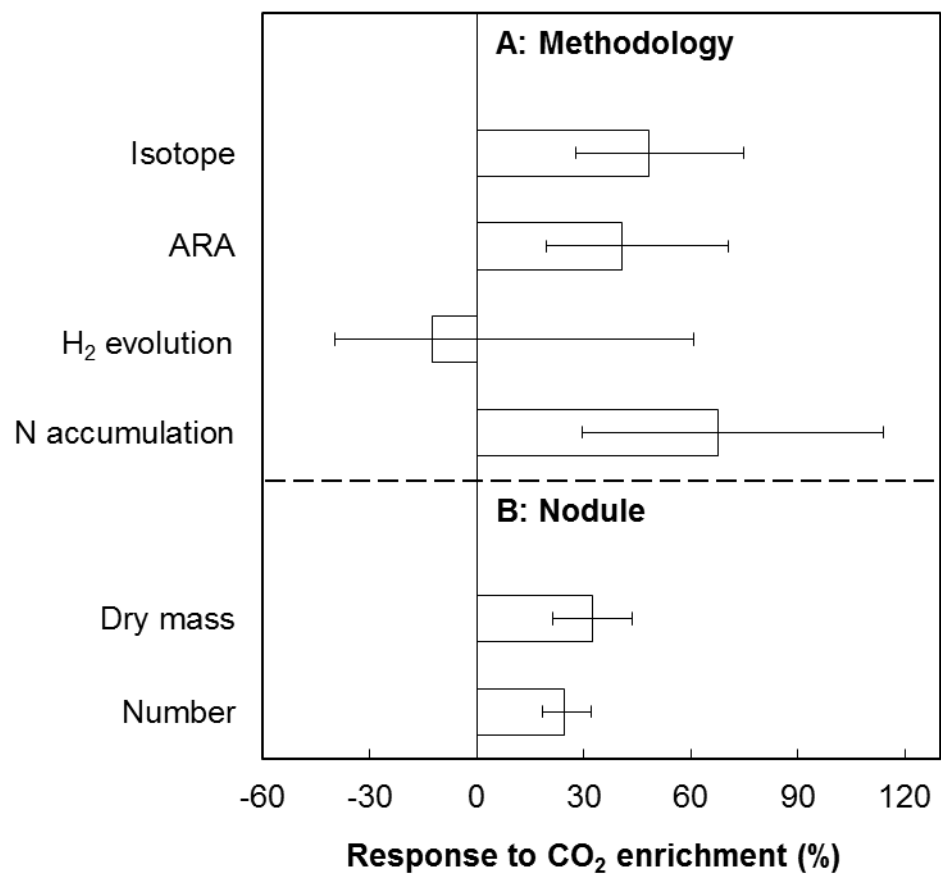 A: Methodology
Isotope
ARA
H₂ evolution
N accumulation
B: Nodule
Dry mass
Number
-60 -30 0 30 60 90 120
Response to CO₂ enrichment (%)